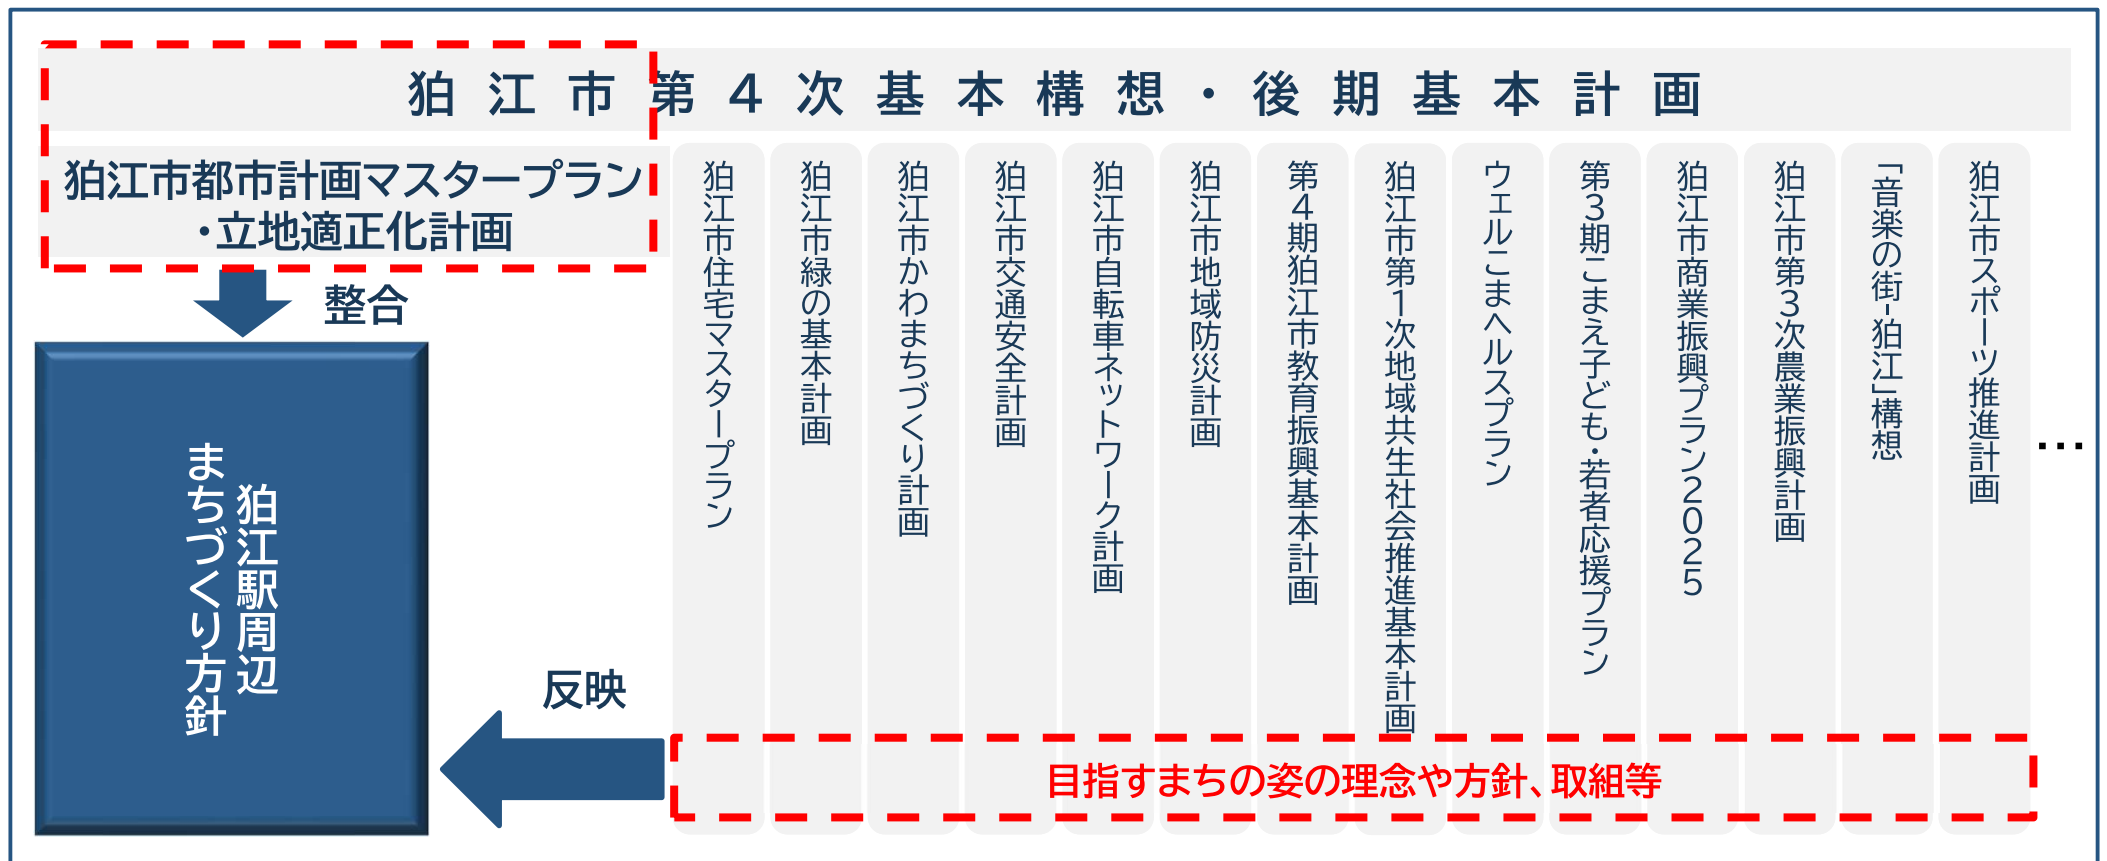 狛江市第４次基本構想・後期基本計画
狛江市都市計画マスタープラン
・立地適正化計画
整合
狛江駅周辺
まちづくり方針
反映
狛江市住宅マスタープラン
狛江市緑の基本計画
狛江市かわまちづくり計画
狛江市交通安全計画
狛江市自転車ネットワーク計画
狛江市地域防災計画
第４期狛江市教育振興基本計画
狛江市第１次地域共生社会推進基本計画
ウェルこまヘルスプラン
第３期こまえ子ども・若者応援プラン
狛江市商業振興プラン２０２５
狛江市第３次農業振興計画
「音楽の街-狛江」構想
狛江市スポーツ推進計画
…
目指すまちの姿の理念や方針、取組等